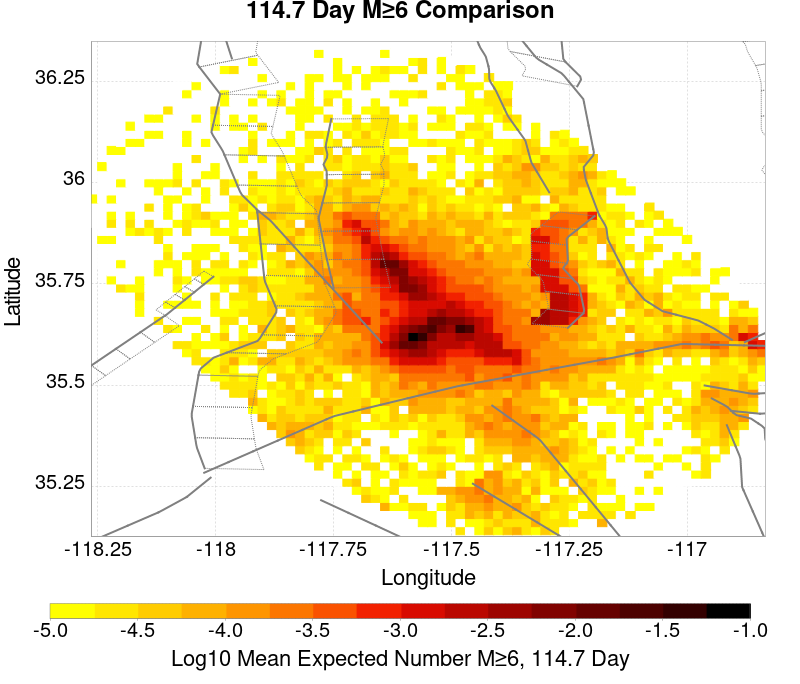 114.7 Day M≥6 Comparison
36.25
36
35.75
35.5
35.25
Latitude
-118.25 -118 -117.75 -117.5 -117.25 -117
Longitude
-5.0 -4.5 -4.0 -3.5 -3.0 -2.5 -2.0 -1.5 -1.0
Log10 Mean Expected Number M≥6, 114.7 Day